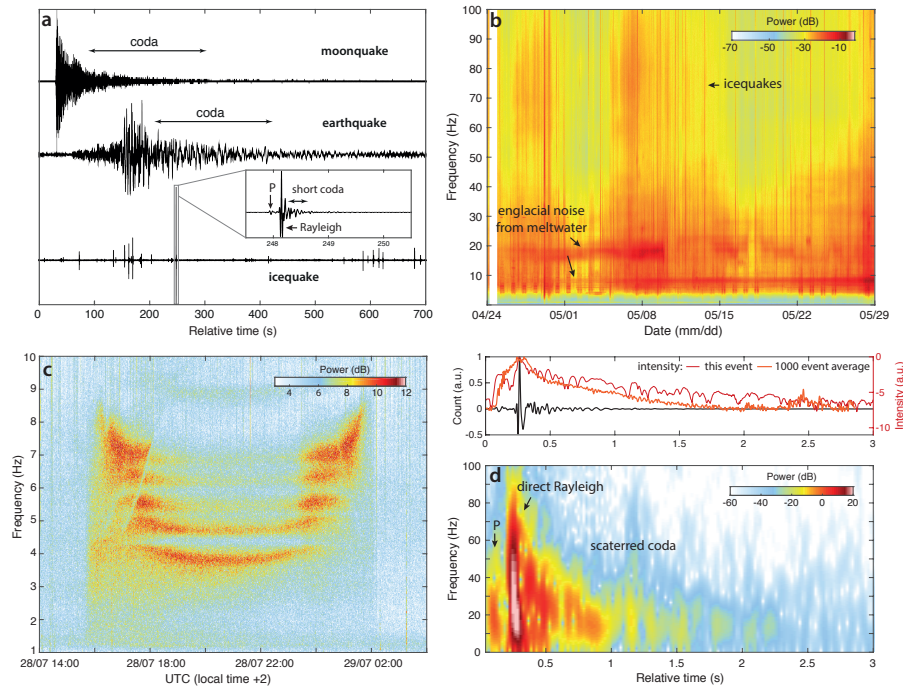 a
coda
moonquake
coda
earthquake
P
short coda
Rayleigh
248
249
250
icequake
0 100 200 300 400 500 600 700
Relative time (s)
b
Power (dB)
-70 -50 -30 -10
icequakes
englacial noise
from meltwater
Frequency (Hz)
100
90
80
70
60
50
40
30
20
10
04/24 05/01 05/08 05/15 05/22 05/29
Date (mm/dd)
c
Power (dB)
4 6 8 10 12
Frequency (Hz)
10
9
8
7
6
5
4
3
2
1
28/07 14:00 28/07 18:00 28/07 22:00 29/07 02:00
UTC (local time +2)
intensity: this event 1000 event average
Count (a.u.)
1
0.5
0
-0.5
Intensity (a.u.)
0
-5
-10
0 0.5 1 1.5 2 2.5 3
d
Power (dB)
-60 -40 -20 0 20
direct Rayleigh
P
scaterred coda
Frequency (Hz)
100
80
60
40
20
0
0.5 1 1.5 2 2.5 3
Relative time (s)